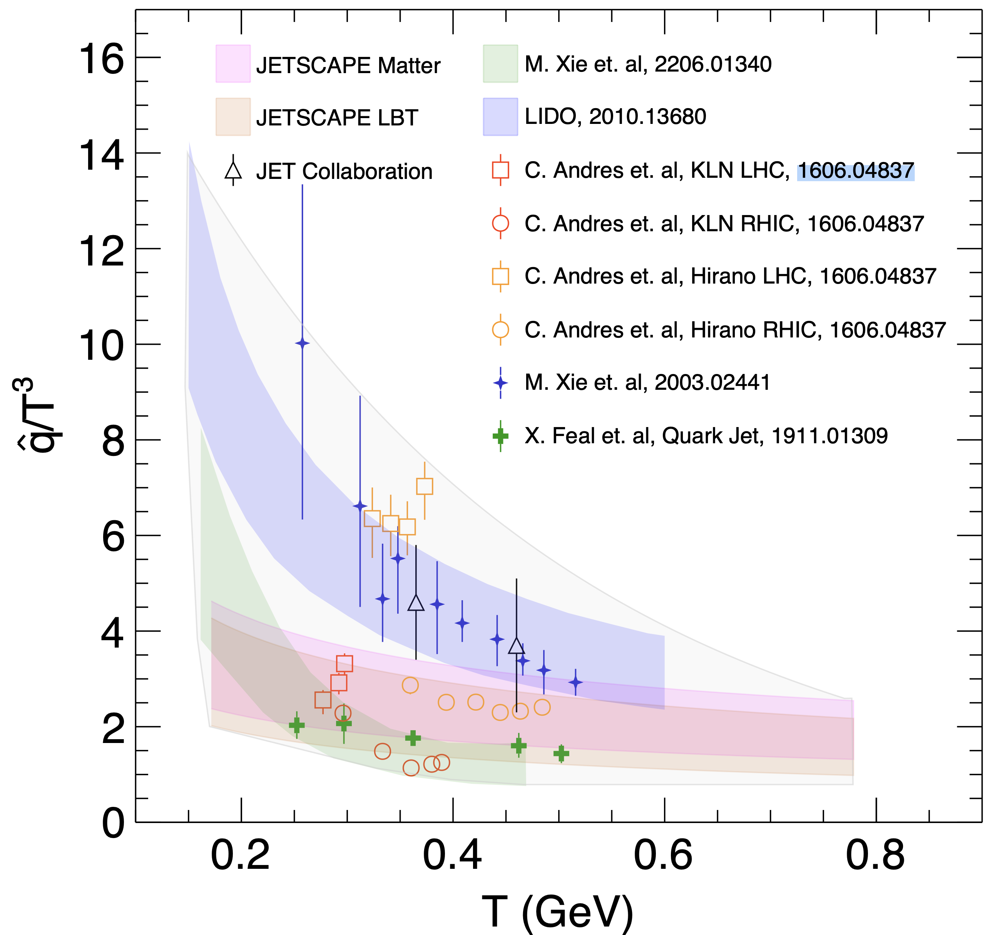 16
14
12
10
8
6
4
2
0
q̂/T³
JETSCAPE Matter
JETSCAPE LBT
JET Collaboration
M. Xie et. al, 2206.01340
LIDO, 2010.13680
C. Andres et. al, KLN LHC, 1606.04837
C. Andres et. al, KLN RHIC, 1606.04837
C. Andres et. al, Hirano LHC, 1606.04837
C. Andres et. al, Hirano RHIC, 1606.04837
M. Xie et. al, 2003.02441
X. Feal et. al, Quark Jet, 1911.01309
0.2 0.4 0.6 0.8
T (GeV)